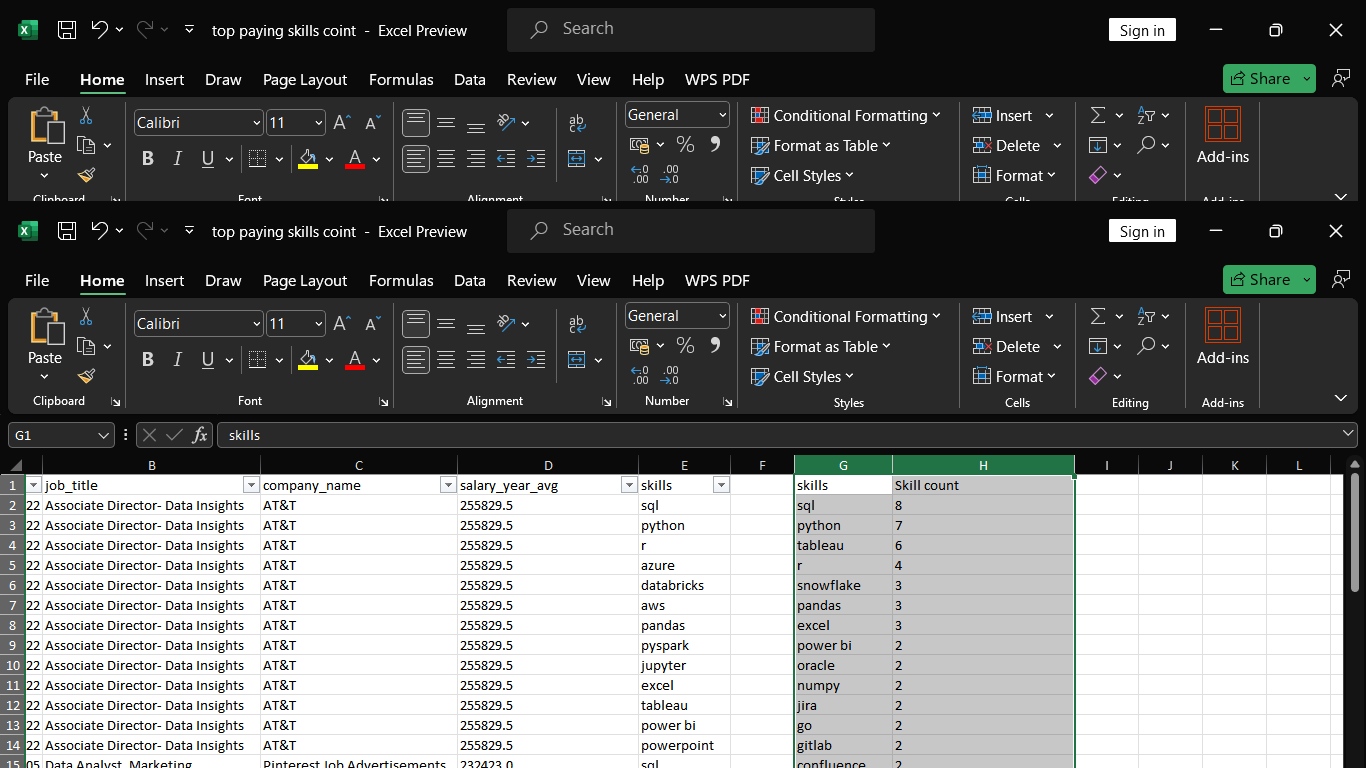 top paying skills coint - Excel Preview Search Sign in
File Home Insert Draw Page Layout Formulas Data Review View Help WPS PDF Share
Calibri 11 General Conditional Formatting Insert
Paste B I U A % Format as Table Delete Add-ins
Cell Styles Format
Clipboard Font Alignment Number Styles Cells Editing Add-ins
top paying skills coint - Excel Preview Search Sign in
File Home Insert Draw Page Layout Formulas Data Review View Help WPS PDF Share
Calibri 11 General Conditional Formatting Insert
Paste B I U A % Format as Table Delete Add-ins
Cell Styles Format
Clipboard Font Alignment Number Styles Cells Editing Add-ins
G1 fx skills
B C D E F G H I J K L
1 job_title company_name salary_year_avg skills skills Skill count
2 22 Associate Director- Data Insights AT&T 255829.5 sql sql 8
3 22 Associate Director- Data Insights AT&T 255829.5 python python 7
4 22 Associate Director- Data Insights AT&T 255829.5 r tableau 6
5 22 Associate Director- Data Insights AT&T 255829.5 azure r 4
6 22 Associate Director- Data Insights AT&T 255829.5 databricks snowflake 3
7 22 Associate Director- Data Insights AT&T 255829.5 aws pandas 3
8 22 Associate Director- Data Insights AT&T 255829.5 pandas excel 3
9 22 Associate Director- Data Insights AT&T 255829.5 pyspark power bi 2
10 22 Associate Director- Data Insights AT&T 255829.5 jupyter oracle 2
11 22 Associate Director- Data Insights AT&T 255829.5 excel numpy 2
12 22 Associate Director- Data Insights AT&T 255829.5 tableau jira 2
13 22 Associate Director- Data Insights AT&T 255829.5 power bi go 2
14 22 Associate Director- Data Insights AT&T 255829.5 powerpoint gitlab 2
15 05 Data Analyst, Marketing Pinterest Job Advertisements 232423.0 sql confluence 2